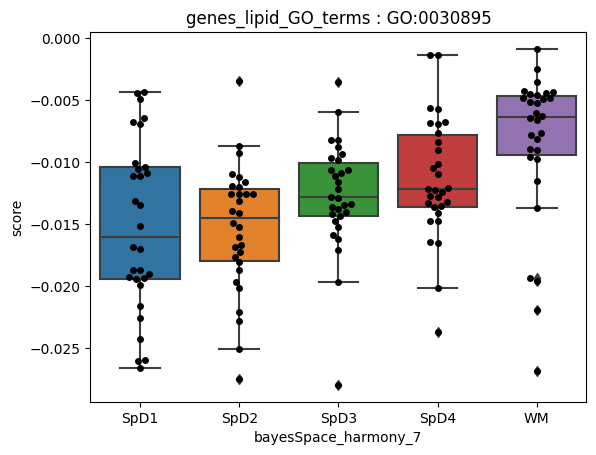 genes_lipid_GO_terms : GO:0030895
0.000
−0.005
−0.010
−0.015
−0.020
−0.025
score
SpD1 SpD2 SpD3 SpD4 WM
bayesSpace_harmony_7